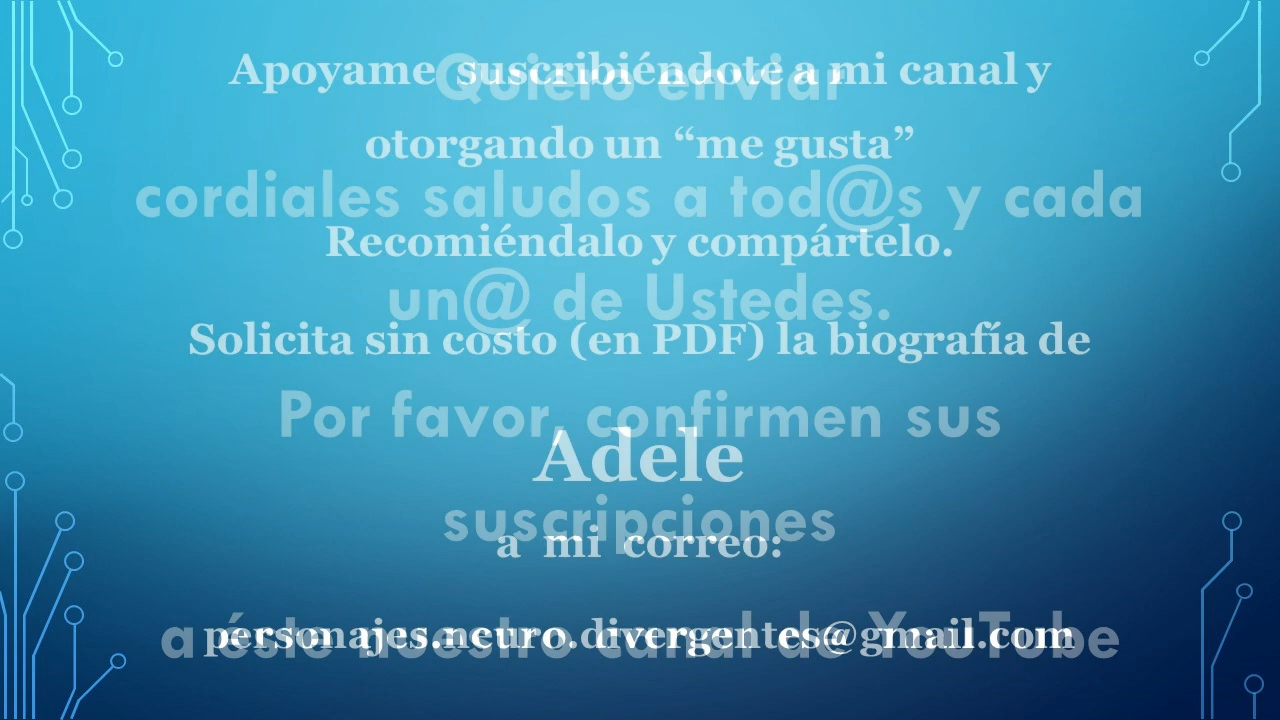 Apoyame suscribiéndote a mi canal y
otorgando un “me gusta”
Recomiéndalo y compártelo.
Solicita sin costo (en PDF) la biografía de
Adele
a mi correo:
personajes.neuro.divergentes@gmail.com
Quiero enviar
cordiales saludos a tod@s y cada
un@ de Ustedes.
Por favor, confirmen sus
suscripciones
a éste nuestro canal de YouTube